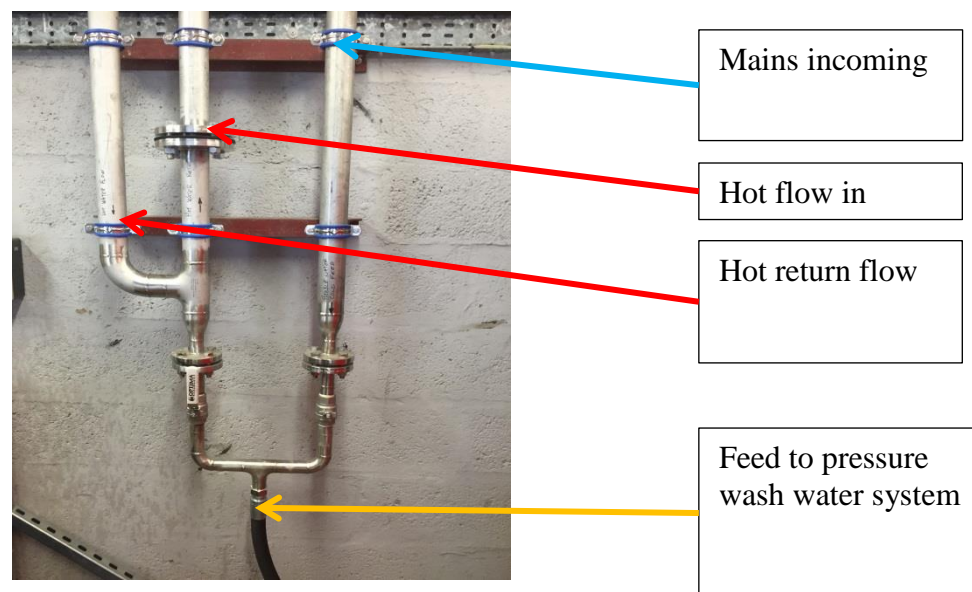 Mains incoming
Hot flow in
Hot return flow
Feed to pressure
wash water system